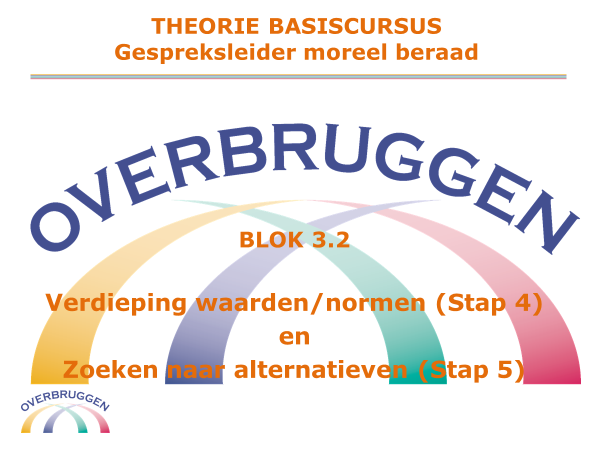 THEORIE BASISCURSUS
Gespreksleider moreel beraad
OVERBRUGGEN
BLOK 3.2
Verdieping waarden/normen (Stap 4)
en
Zoeken naar alternatieven (Stap 5)
OVERBRUGGEN